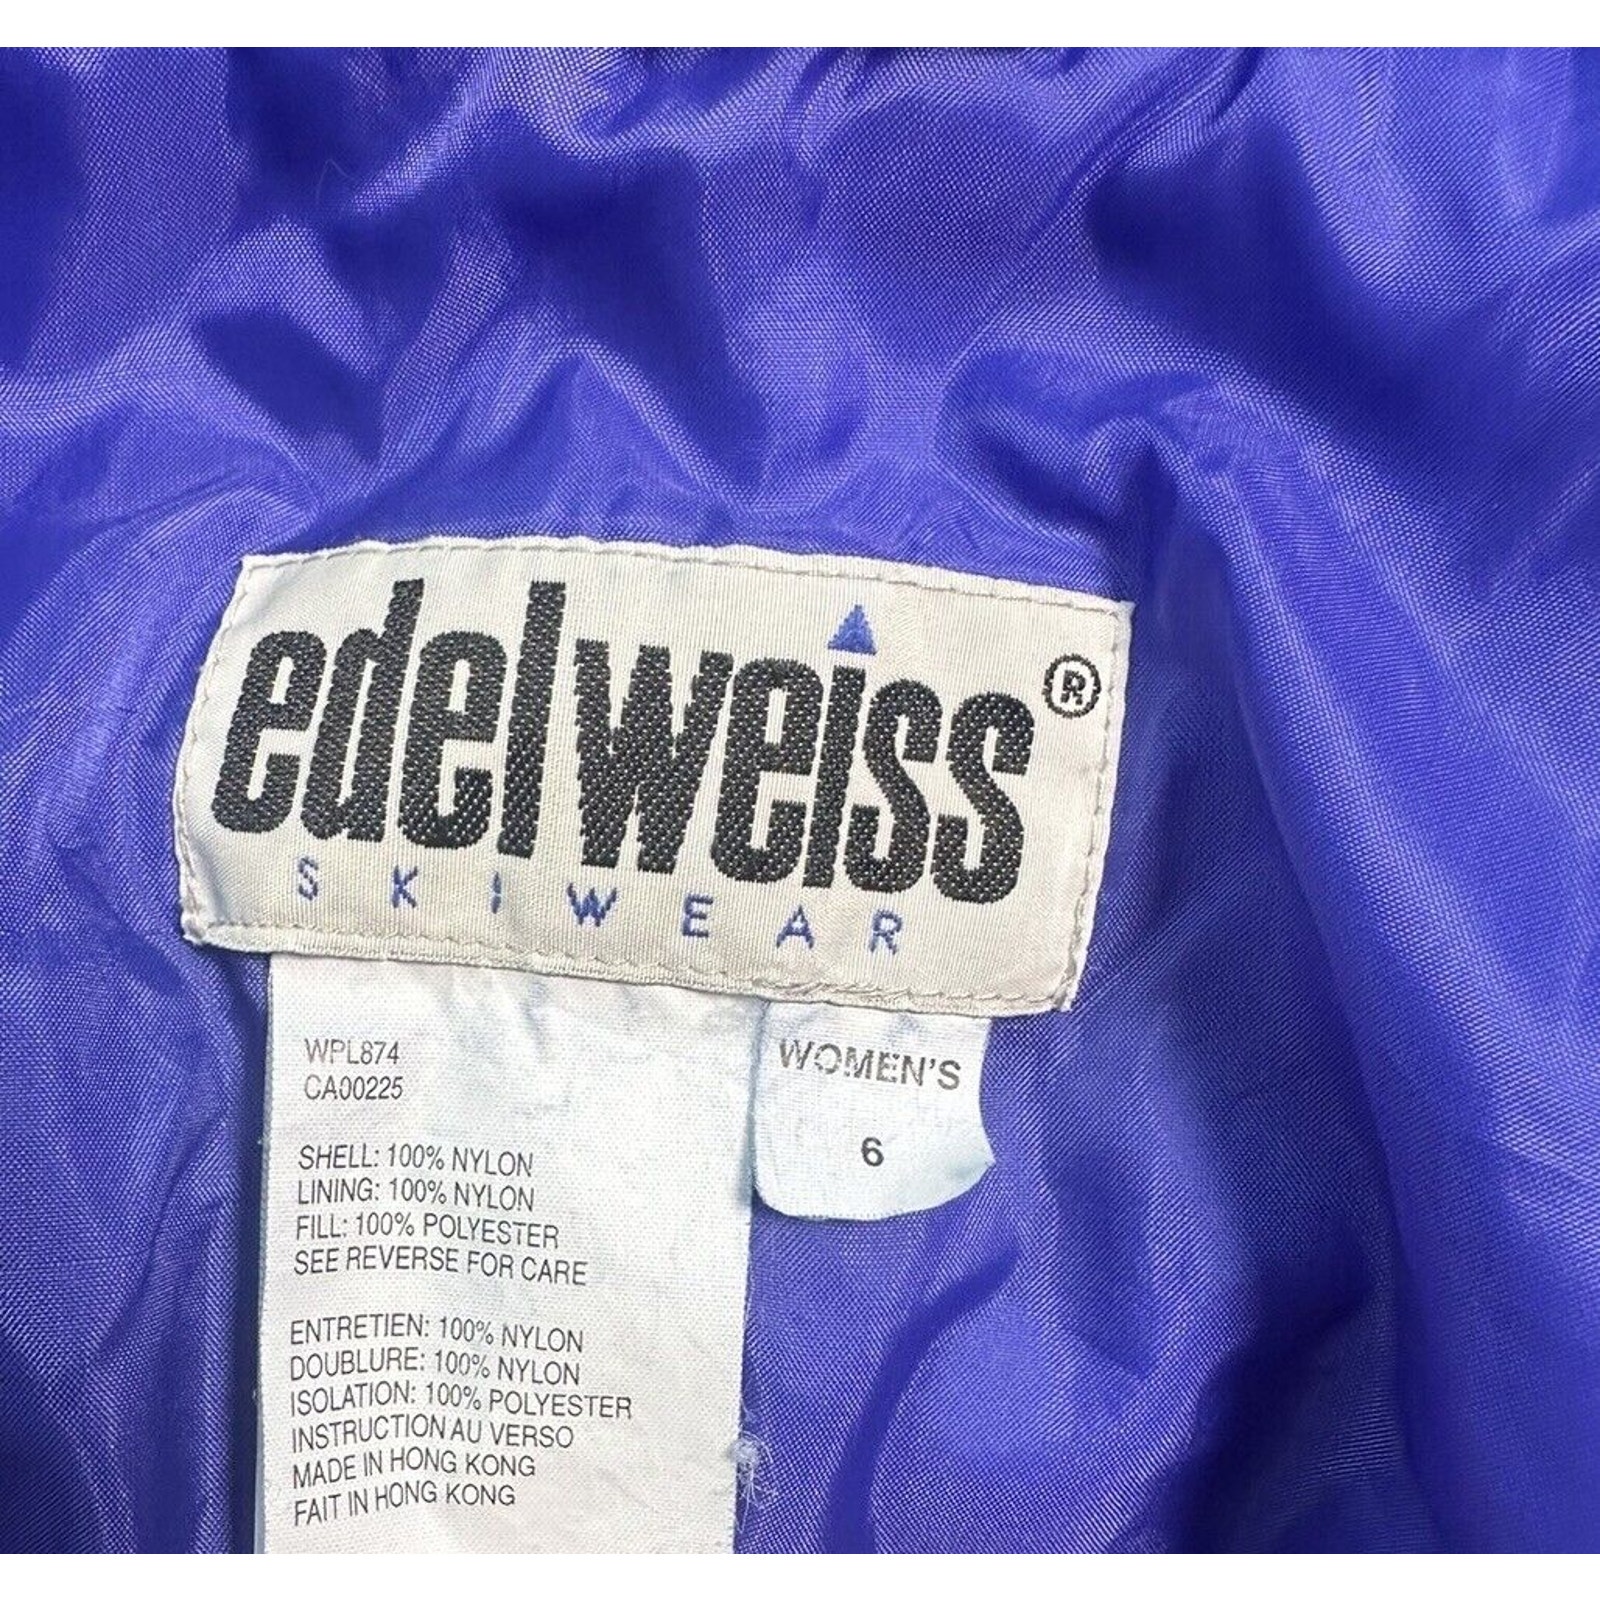 edelweiss®
SKIWEAR
WPL874
CA00225
SHELL: 100% NYLON
LINING: 100% NYLON
FILL: 100% POLYESTER
SEE REVERSE FOR CARE
ENTRETIEN: 100% NYLON
DOUBLURE: 100% NYLON
ISOLATION: 100% POLYESTER
INSTRUCTION AU VERSO
MADE IN HONG KONG
FAIT IN HONG KONG
WOMEN'S
6